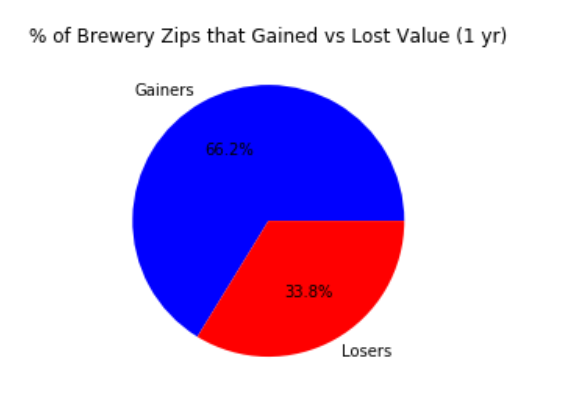 % of Brewery Zips that Gained vs Lost Value (1 yr)
Gainers
66.2%
33.8%
Losers